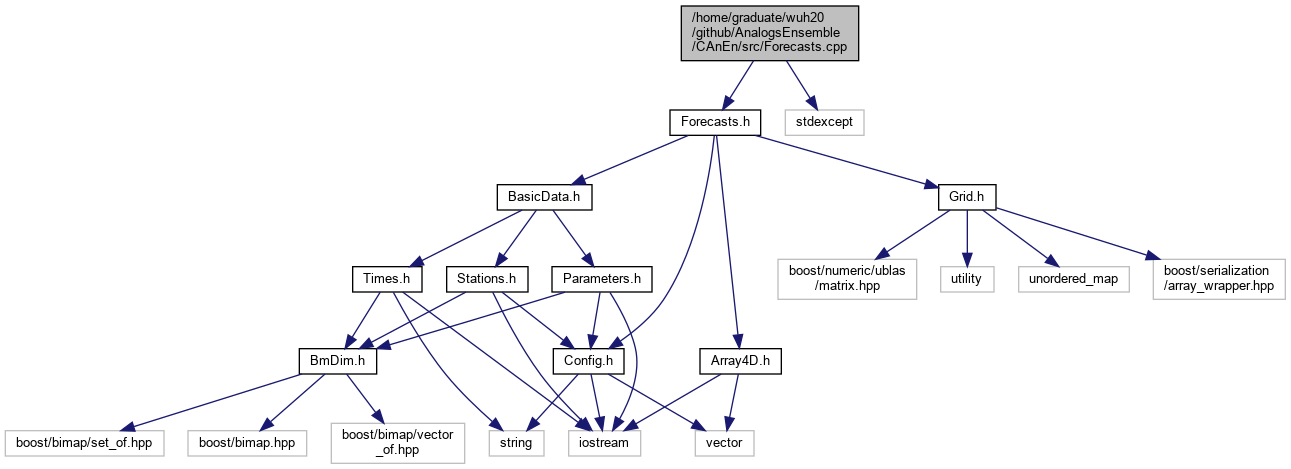 /home/graduate/wuh20
/github/AnalogsEnsemble
/CAnEn/src/Forecasts.cpp
Forecasts.h
stdexcept
BasicData.h
Grid.h
Times.h
Stations.h
Parameters.h
boost/numeric/ublas
/matrix.hpp
utility
unordered_map
boost/serialization
/array_wrapper.hpp
BmDim.h
Config.h
Array4D.h
boost/bimap/set_of.hpp
boost/bimap.hpp
boost/bimap/vector
_of.hpp
string
iostream
vector